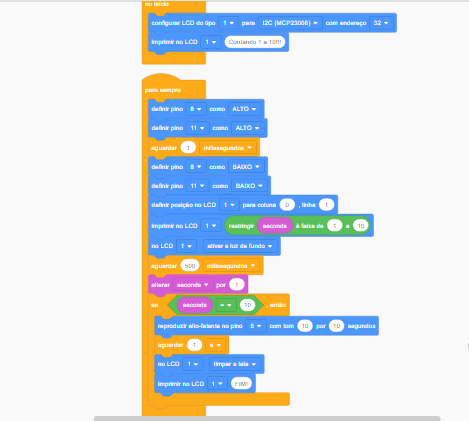 no início
configurar LCD do tipo 1 para I2C (MCP23008) com endereço 32
imprimir no LCD 1 Contando 1 a 10!!!
para sempre
definir pino 8 como ALTO
definir pino 11 como ALTO
aguardar 1 milissegundos
definir pino 8 como BAIXO
definir pino 11 como BAIXO
definir posição no LCD 1 para coluna 0 , linha 1
imprimir no LCD 1 restringir seconds à faixa de 1 a 10
no LCD 1 ativar a luz de fundo
aguardar 500 milissegundos
alterar seconds por 1
se seconds = 10 , então
reproduzir alto-falante no pino 5 com tom 10 por 10 segundos
aguardar 1 s
no LCD 1 limpar a tela
imprimir no LCD 1 FIM!